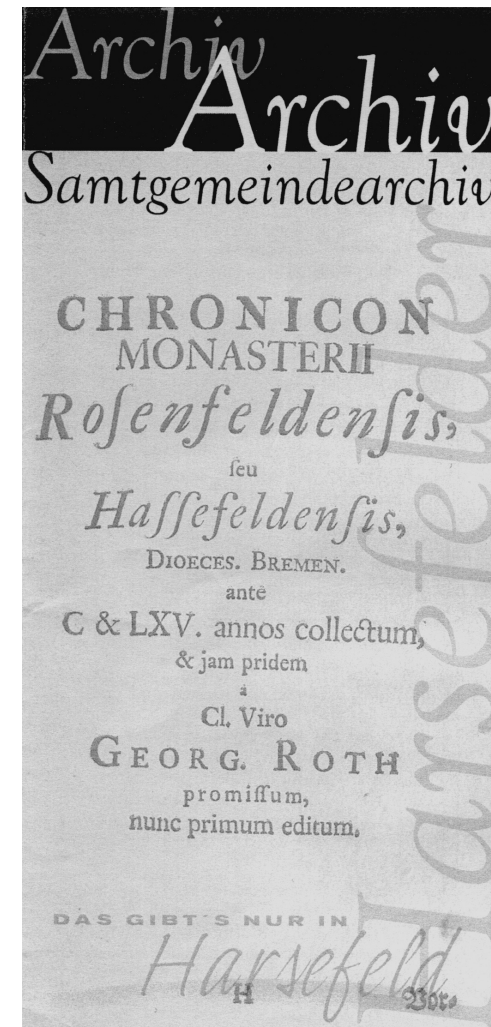 Archiv
Archiv
Samtgemeindearchiv
Harsefelder
CHRONICON
MONASTERII
Roſenfeldenſis,
ſeu
Haſſefeldenſis,
DIOECES. BREMEN.
antè
C & LXV. annos collectum,
& jam pridem
à
Cl. Viro
GEORG. ROTH
promiſſum,
nunc primum editum.
DAS GIBT'S NUR IN
Harsefeld
H Vor-